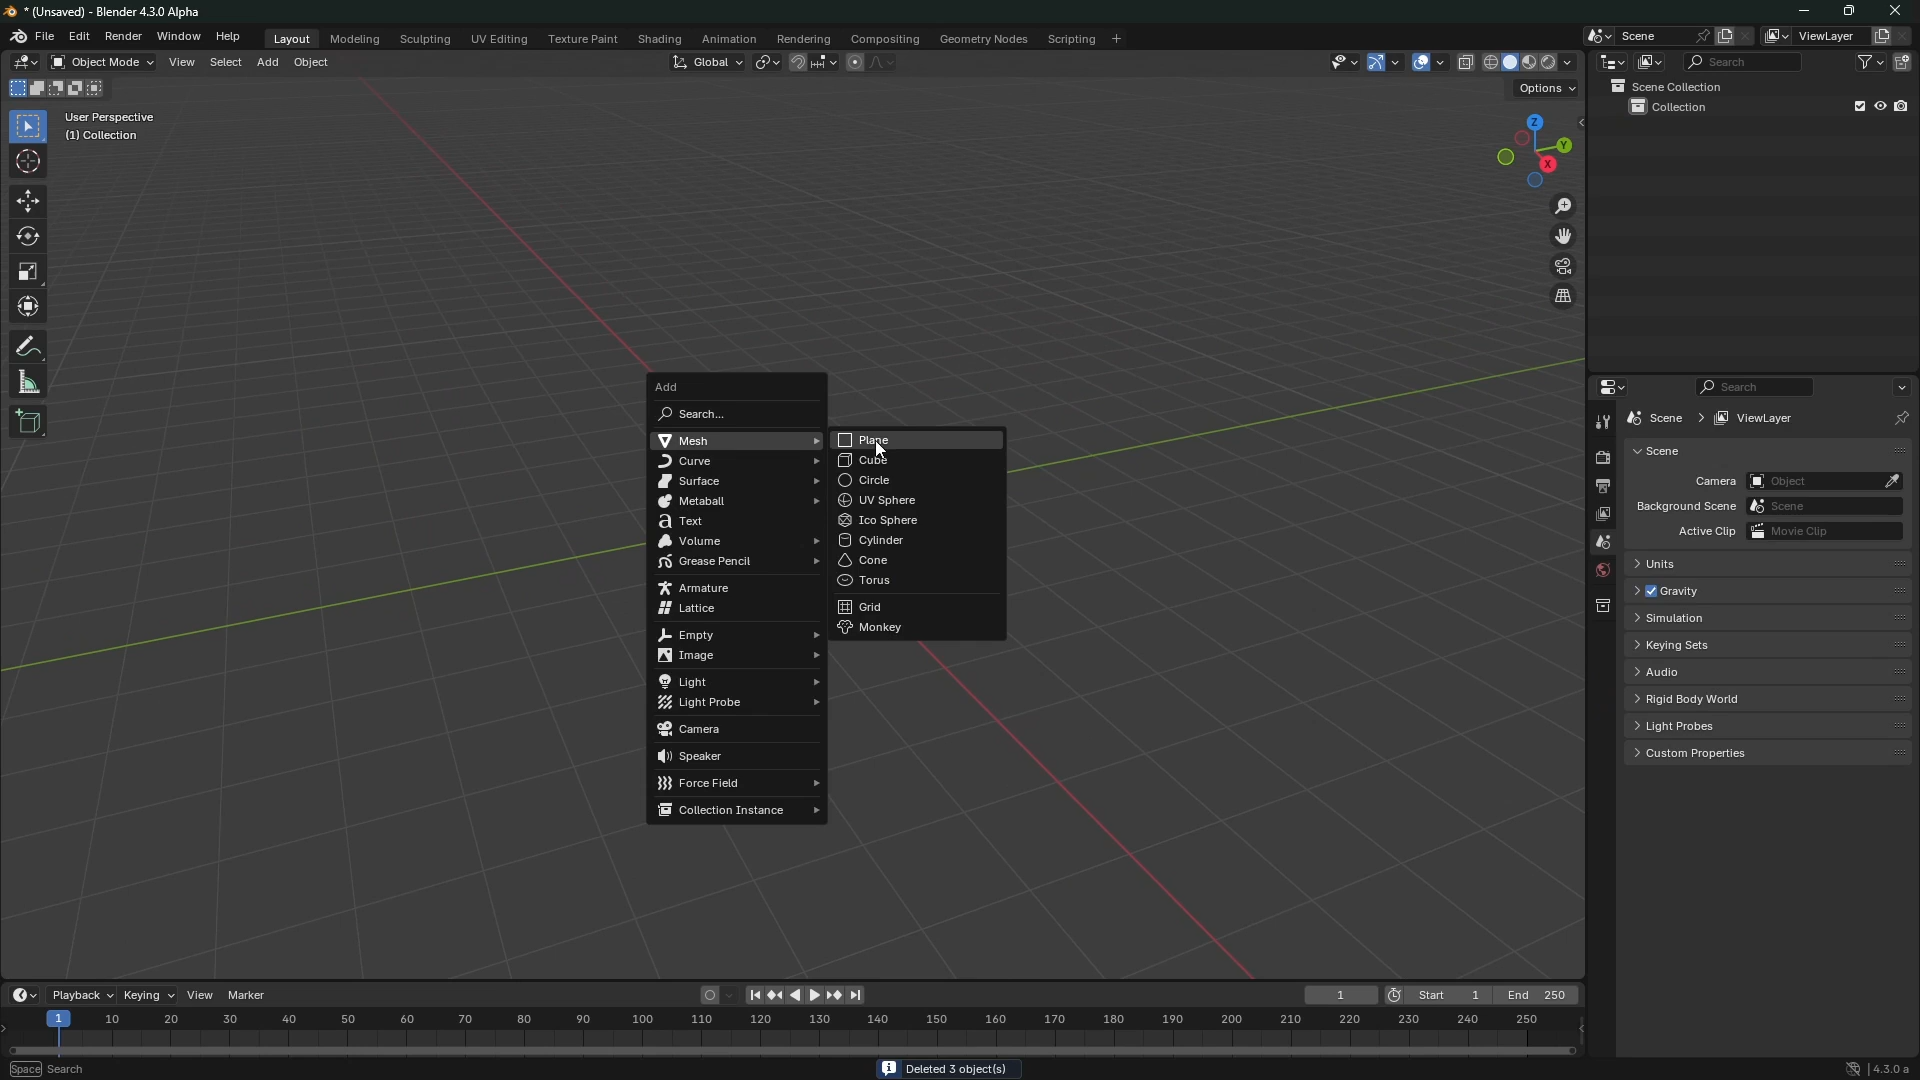 * (Unsaved) - Blender 4.3.0 Alpha
File Edit Render Window Help Layout Modeling Sculpting UV Editing Texture Paint Shading Animation Rendering Compositing Geometry Nodes Scripting + Scene ViewLayer
Object Mode View Select Add Object Global Search
Options
User Perspective
(1) Collection
Z
Y
X
Scene Collection
Collection
Add
Search...
Mesh
Curve
Surface
Metaball
Text
Volume
Grease Pencil
Armature
Lattice
Empty
Image
Light
Light Probe
Camera
Speaker
Force Field
Collection Instance
Plane
Cube
Circle
UV Sphere
Ico Sphere
Cylinder
Cone
Torus
Grid
Monkey
Search
Scene > ViewLayer
Scene
Camera Object
Background Scene Scene
Active Clip Movie Clip
Units
Gravity
Simulation
Keying Sets
Audio
Rigid Body World
Light Probes
Custom Properties
Playback Keying View Marker 1 Start 1 End 250
1 10 20 30 40 50 60 70 80 90 100 110 120 130 140 150 160 170 180 190 200 210 220 230 240 250
Space Search Deleted 3 object(s) 4.3.0 a